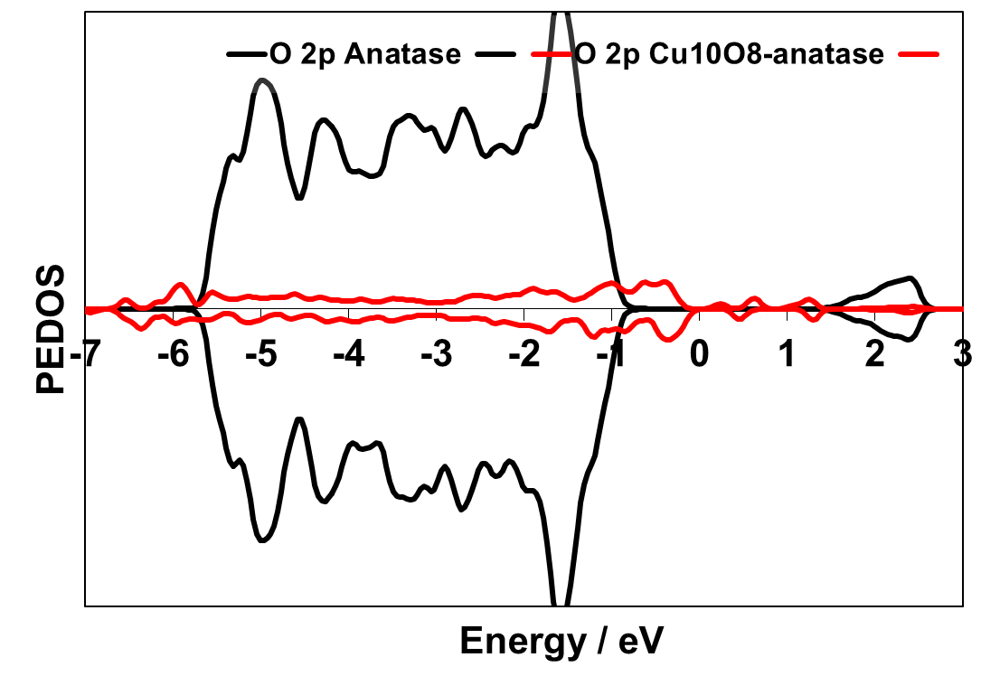 O 2p Anatase O 2p Cu10O8-anatase
PEDOS
-7 -6 -5 -4 -3 -2 -1 0 1 2 3
Energy / eV